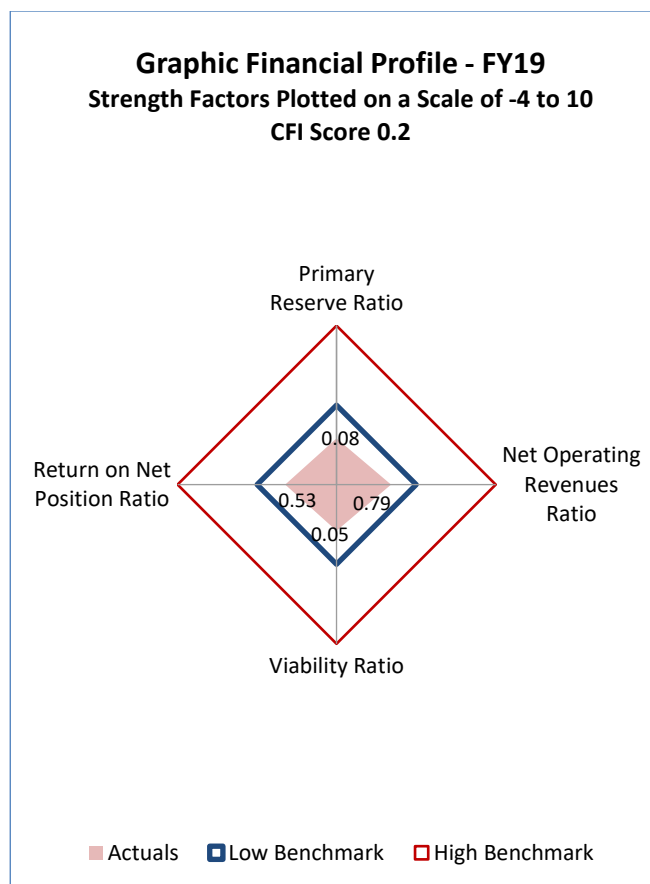 Graphic Financial Profile - FY19
Strength Factors Plotted on a Scale of -4 to 10
CFI Score 0.2
Primary
Reserve Ratio
0.08
Return on Net
Position Ratio
0.53
0.79
Net Operating
Revenues
Ratio
0.05
Viability Ratio
Actuals
Low Benchmark
High Benchmark